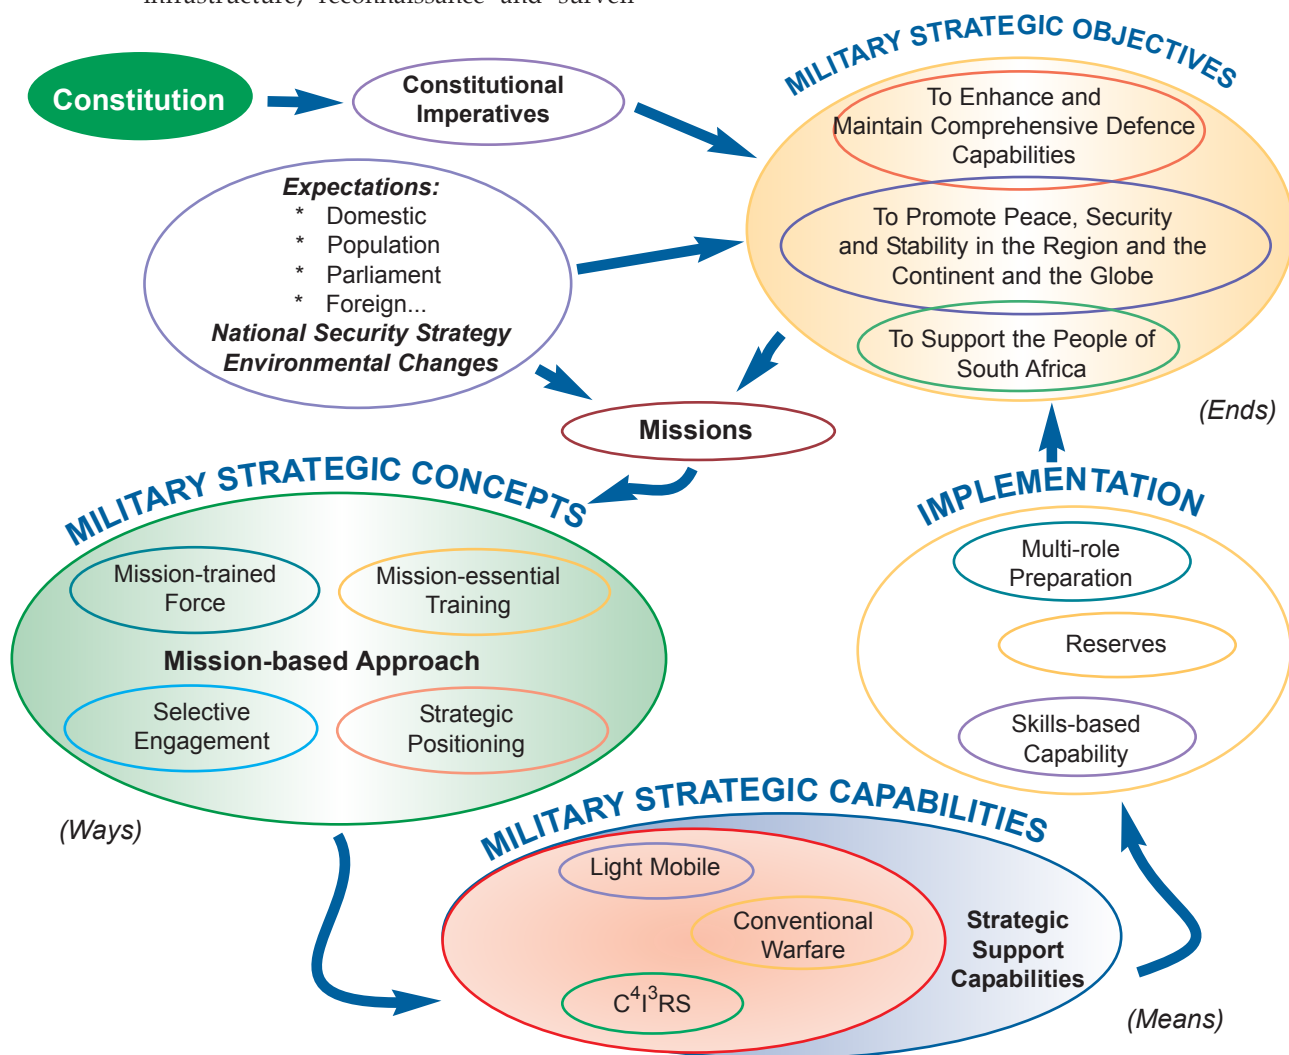 infrastructure, reconnaissance and surveil-
MILITARY STRATEGIC OBJECTIVES
Constitution
Constitutional
Imperatives
To Enhance and
Maintain Comprehensive Defence
Capabilities
Expectations:
* Domestic
* Population
* Parliament
* Foreign...
National Security Strategy
Environmental Changes
To Promote Peace, Security
and Stability in the Region and the
Continent and the Globe
To Support the People of
South Africa
(Ends)
Missions
MILITARY STRATEGIC CONCEPTS
Mission-trained
Force
Mission-essential
Training
Mission-based Approach
Selective
Engagement
Strategic
Positioning
(Ways)
IMPLEMENTATION
Multi-role
Preparation
Reserves
Skills-based
Capability
MILITARY STRATEGIC CAPABILITIES
Light Mobile
Conventional
Warfare
C⁴I³RS
Strategic
Support
Capabilities
(Means)